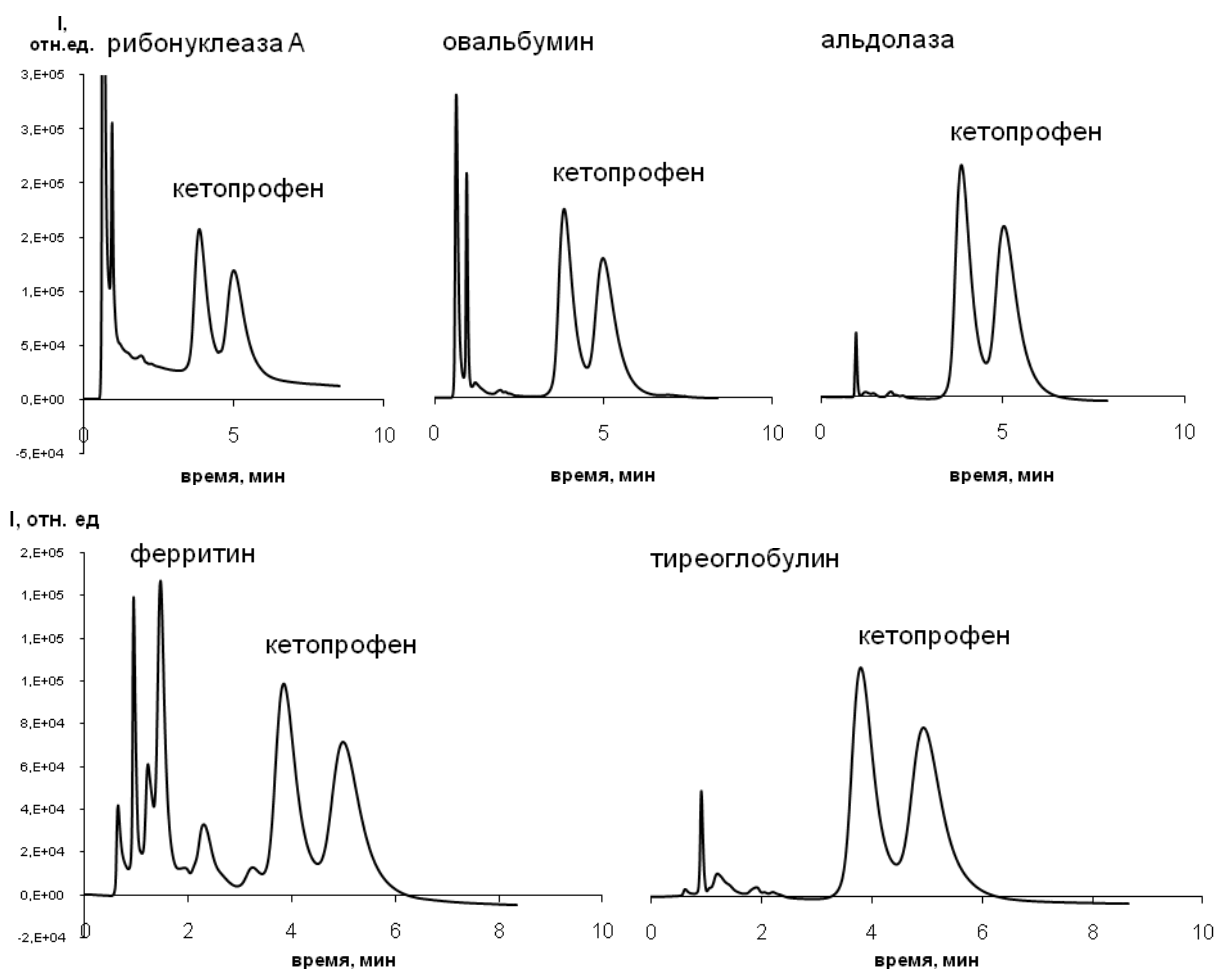 I,
отн.ед.
рибонуклеаза А
овальбумин
альдолаза
3,E+05
3,E+05
2,E+05
2,E+05
1,E+05
5,E+04
0,E+00
-5,E+04
кетопрофен
кетопрофен
кетопрофен
0 5 10
0 5 10
0 5 10
время, мин
время, мин
время, мин
I, отн. ед
ферритин
тиреоглобулин
2,E+05
1,E+05
1,E+05
1,E+05
8,E+04
6,E+04
4,E+04
2,E+04
0,E+00
-2,E+04
кетопрофен
кетопрофен
0 2 4 6 8 10
0 2 4 6 8 10
время, мин
время, мин